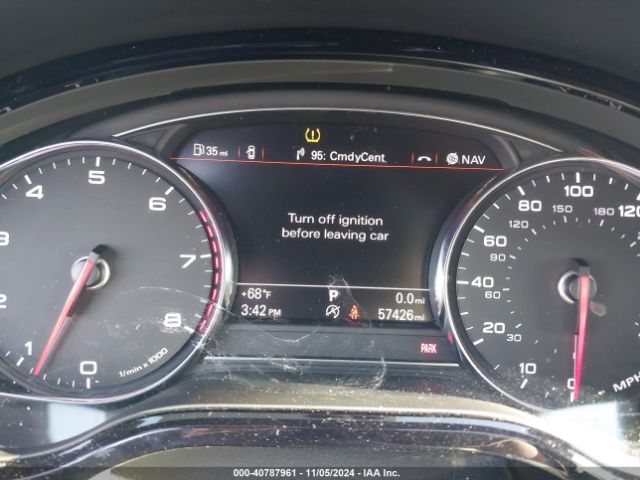 35 mi
95: CmdyCent
NAV
Turn off ignition
before leaving car
+68°F
P
0.0 mi
3:42 PM
57426 mi
PARK
1 2 3 4 5 6 7 8 0
1/min x 1000
0 10 20 40 60 80 100 120
30 60 90 120 150 180
MPH
000-40787961 - 11/05/2024 - IAA Inc.